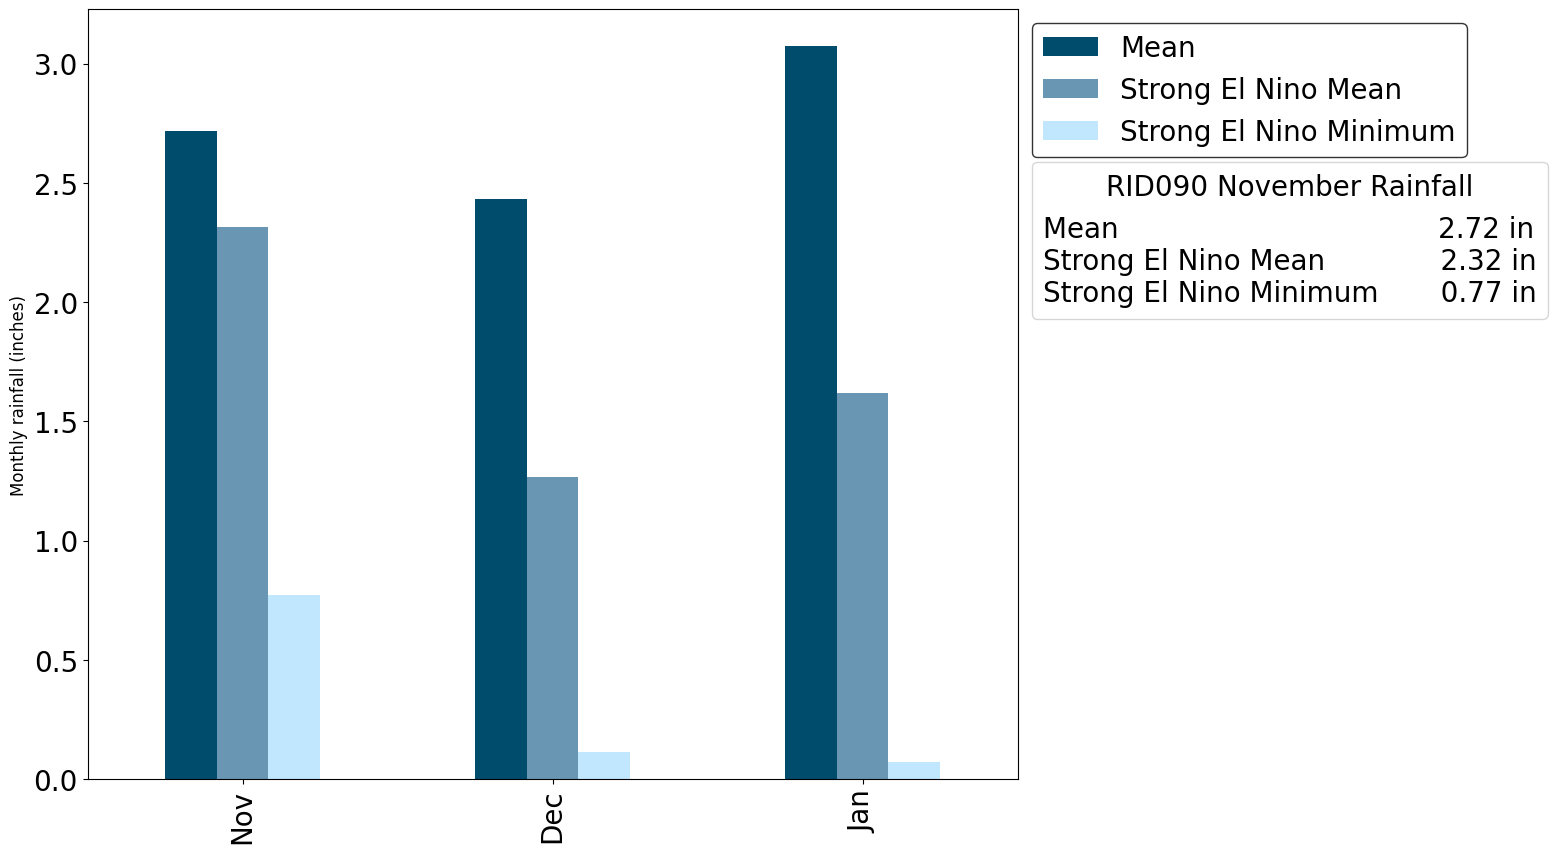 Monthly rainfall (inches)
3.0
2.5
2.0
1.5
1.0
0.5
0.0
Nov
Dec
Jan
Mean
Strong El Nino Mean
Strong El Nino Minimum
RID090 November Rainfall
Mean 2.72 in
Strong El Nino Mean 2.32 in
Strong El Nino Minimum 0.77 in